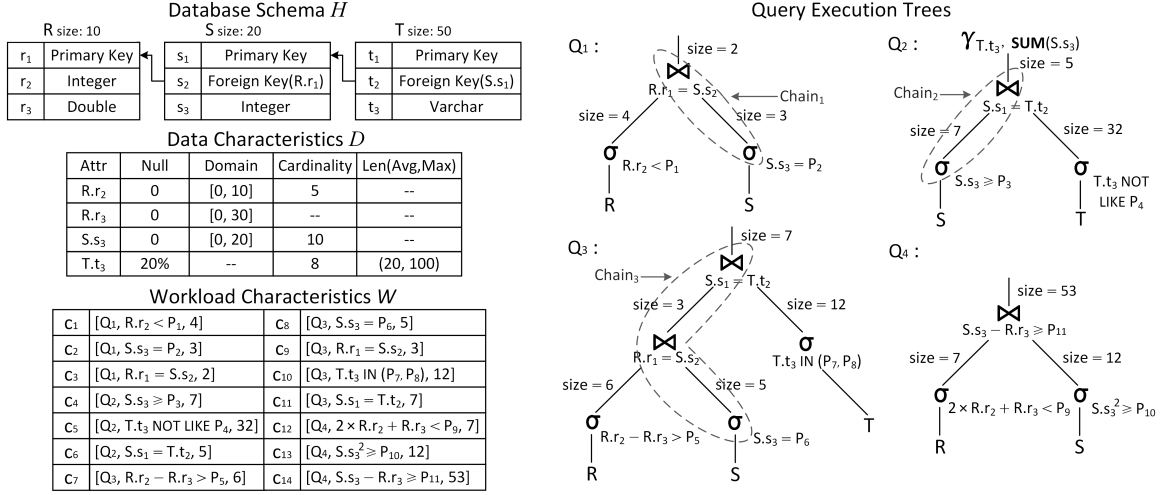 Database Schema H
R size: 10
S size: 20
T size: 50
r₁ Primary Key
r₂ Integer
r₃ Double
s₁ Primary Key
s₂ Foreign Key(R.r₁)
s₃ Integer
t₁ Primary Key
t₂ Foreign Key(S.s₁)
t₃ Varchar
Data Characteristics D
Attr Null Domain Cardinality Len(Avg,Max)
R.r₂ 0 [0, 10] 5 --
R.r₃ 0 [0, 30] -- --
S.s₃ 0 [0, 20] 10 --
T.t₃ 20% -- 8 (20, 100)
Workload Characteristics W
c₁ [Q₁, R.r₂ < P₁, 4] c₈ [Q₃, S.s₃ = P₆, 5]
c₂ [Q₁, S.s₃ = P₂, 3] c₉ [Q₃, R.r₁ = S.s₂, 3]
c₃ [Q₁, R.r₁ = S.s₂, 2] c₁₀ [Q₃, T.t₃ IN (P₇, P₈), 12]
c₄ [Q₂, S.s₃ ≥ P₃, 7] c₁₁ [Q₃, S.s₁ = T.t₂, 7]
c₅ [Q₂, T.t₃ NOT LIKE P₄, 32] c₁₂ [Q₄, 2 × R.r₂ + R.r₃ < P₉, 7]
c₆ [Q₂, S.s₁ = T.t₂, 5] c₁₃ [Q₄, S.s₃² ≥ P₁₀, 12]
c₇ [Q₃, R.r₂ − R.r₃ > P₅, 6] c₁₄ [Q₄, S.s₃ − R.r₃ ≥ P₁₁, 53]
Query Execution Trees
Q₁ :
size = 2
⋈
R.r₁ = S.s₂
Chain₁
size = 4
size = 3
σ R.r₂ < P₁
σ S.s₃ = P₂
R
S
Q₂ :
γ T.t₃, SUM(S.s₃)
size = 5
Chain₂
⋈
S.s₁ = T.t₂
size = 7
size = 32
σ S.s₃ ≥ P₃
σ T.t₃ NOT
LIKE P₄
S
T
Q₃ :
size = 7
Chain₃
⋈
S.s₁ = T.t₂
size = 3
size = 12
⋈
R.r₁ = S.s₂
σ
T.t₃ IN (P₇, P₈)
size = 6
size = 5
σ R.r₂ − R.r₃ > P₅
σ S.s₃ = P₆
T
R
S
Q₄ :
size = 53
⋈
S.s₃ − R.r₃ ≥ P₁₁
size = 7
size = 12
σ 2 × R.r₂ + R.r₃ < P₉
σ S.s₃² ≥ P₁₀
R
S